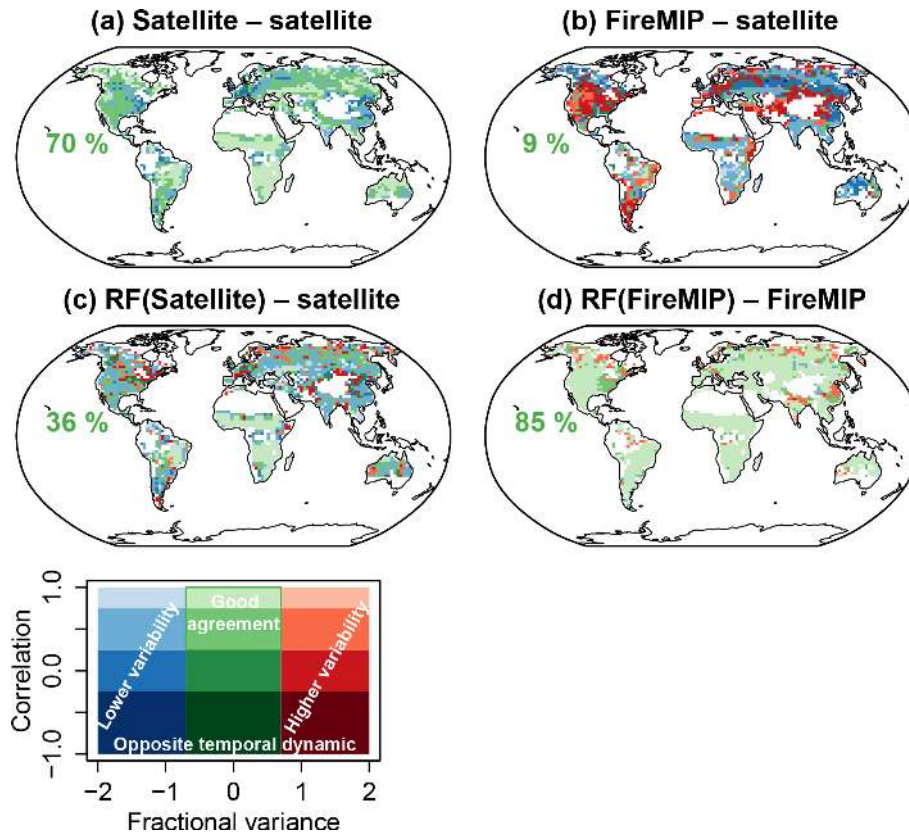 (a) Satellite – satellite
(b) FireMIP – satellite
70 %
9 %
(c) RF(Satellite) – satellite
(d) RF(FireMIP) – FireMIP
36 %
85 %
Correlation
1.0
0.0
−1.0
Lower variability
Good
agreement
Higher variability
Opposite temporal dynamic
−2
−1
0
1
2
Fractional variance